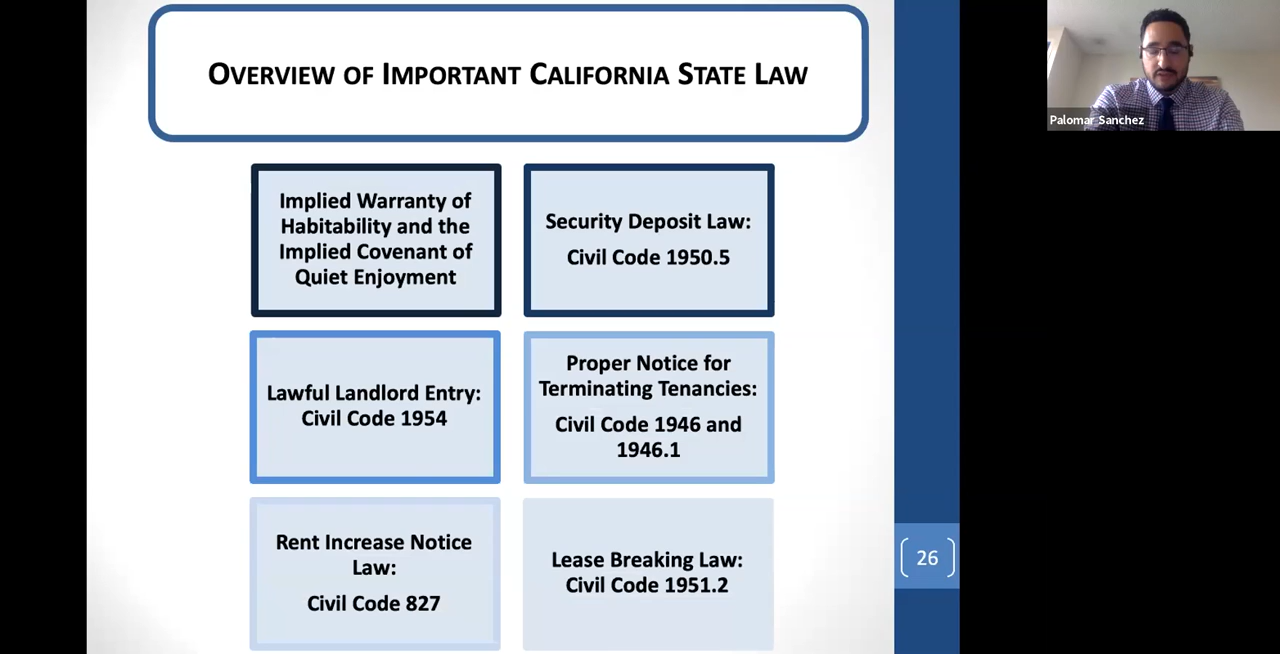 OVERVIEW OF IMPORTANT CALIFORNIA STATE LAW
Palomar Sanchez
Implied Warranty of
Habitability and the
Implied Covenant of
Quiet Enjoyment
Security Deposit Law:
Civil Code 1950.5
Lawful Landlord Entry:
Civil Code 1954
Proper Notice for
Terminating Tenancies:
Civil Code 1946 and
1946.1
Rent Increase Notice
Law:
Civil Code 827
Lease Breaking Law:
Civil Code 1951.2
26